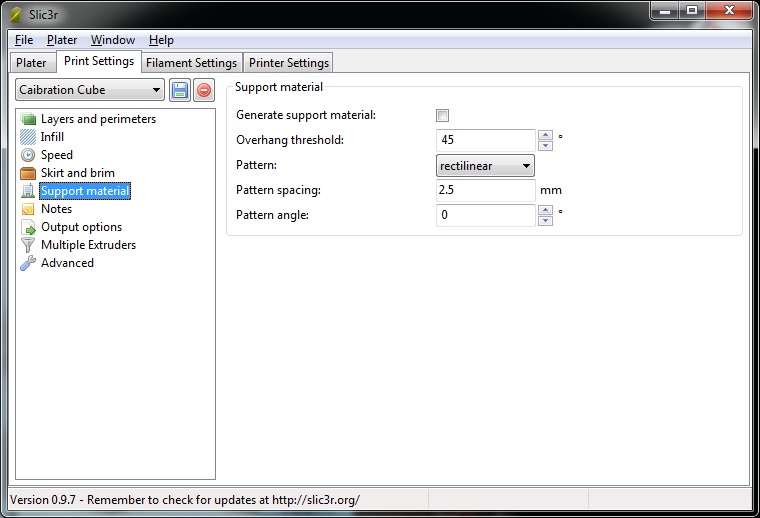 Slic3r
File Plater Window Help
Plater Print Settings Filament Settings Printer Settings
Caibration Cube
Layers and perimeters
Infill
Speed
Skirt and brim
Support material
Notes
Output options
Multiple Extruders
Advanced
Support material
Generate support material:
Overhang threshold: 45 °
Pattern: rectilinear
Pattern spacing: 2.5 mm
Pattern angle: 0 °
Version 0.9.7 - Remember to check for updates at http://slic3r.org/